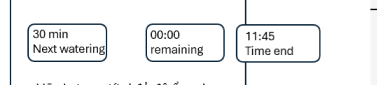 30 min
Next watering
00:00
remaining
11:45
Time end